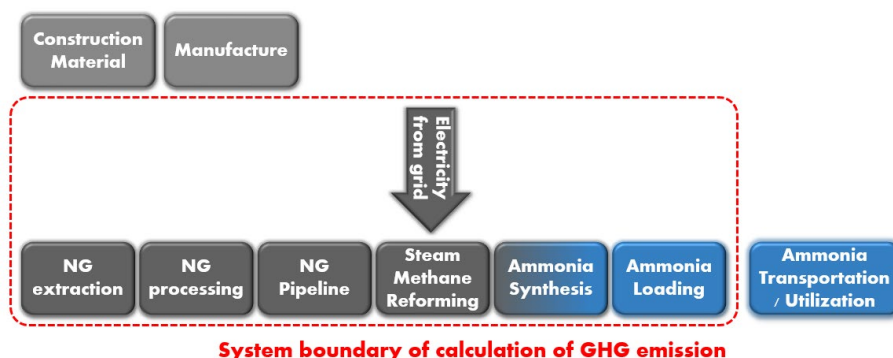 Construction
Material
Manufacture
Electricity
from grid
NG
extraction
NG
processing
NG
Pipeline
Steam
Methane
Reforming
Ammonia
Synthesis
Ammonia
Loading
Ammonia
Transportation
/ Utilization
System boundary of calculation of GHG emission